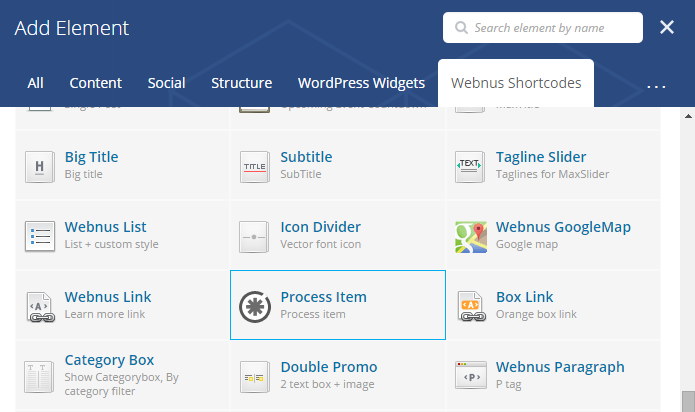 Add Element
Search element by name
All Content Social Structure WordPress Widgets Webnus Shortcodes ...
Big Title
Big title
Subtitle
SubTitle
Tagline Slider
Taglines for MaxSlider
Webnus List
List + custom style
Icon Divider
Vector font icon
Webnus GoogleMap
Google map
Webnus Link
Learn more link
Process Item
Process item
Box Link
Orange box link
Category Box
Show Categorybox, By
category filter
Double Promo
2 text box + image
Webnus Paragraph
P tag
H
TITLE
TEXT
<A>
<A>
T T
<P>